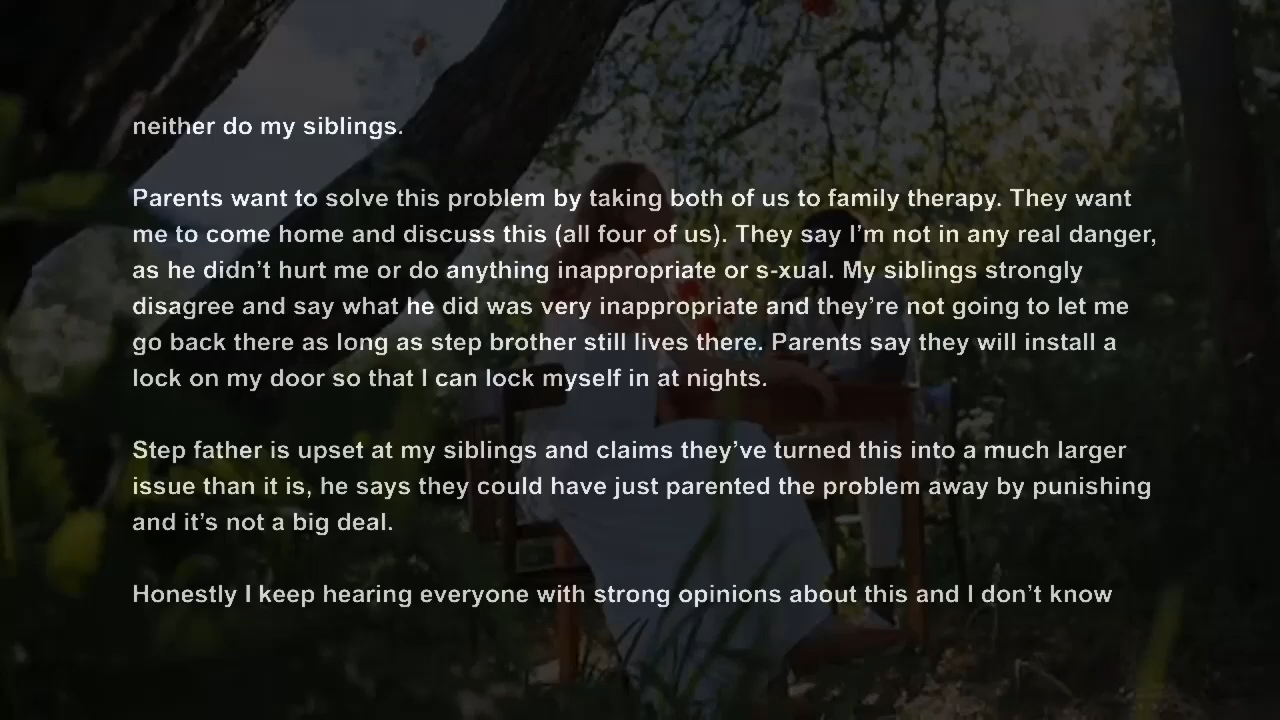 neither do my siblings.
Parents want to solve this problem by taking both of us to family therapy. They want
me to come home and discuss this (all four of us). They say I’m not in any real danger,
as he didn’t hurt me or do anything inappropriate or s-xual. My siblings strongly
disagree and say what he did was very inappropriate and they’re not going to let me
go back there as long as step brother still lives there. Parents say they will install a
lock on my door so that I can lock myself in at nights.
Step father is upset at my siblings and claims they’ve turned this into a much larger
issue than it is, he says they could have just parented the problem away by punishing
and it’s not a big deal.
Honestly I keep hearing everyone with strong opinions about this and I don’t know